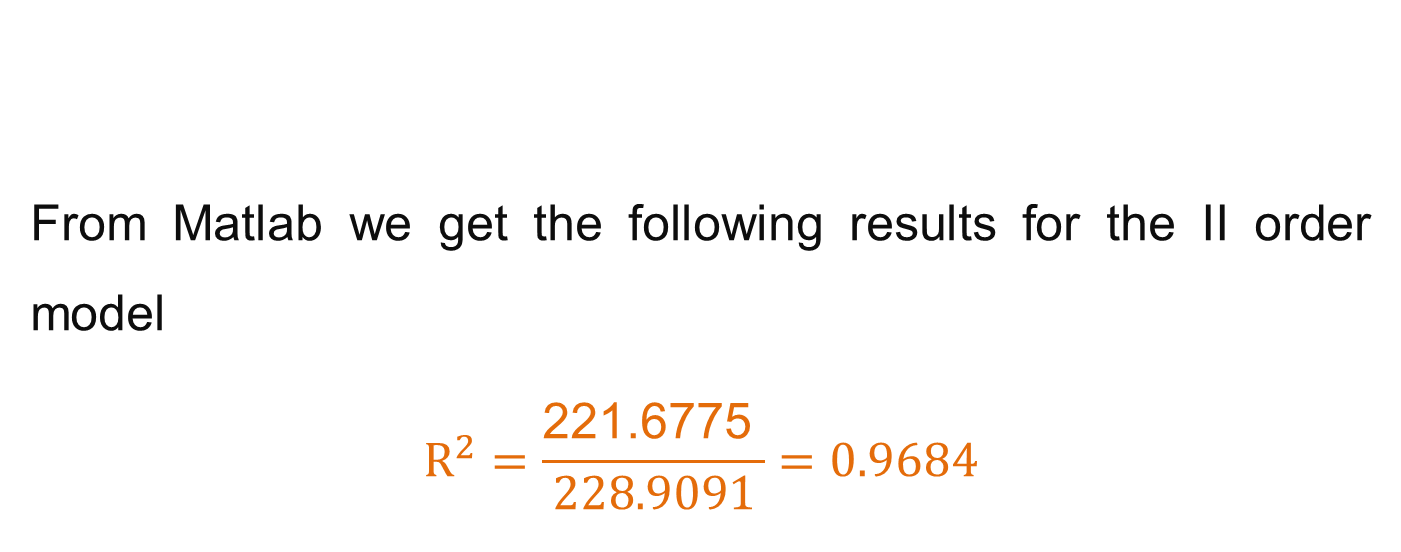 From Matlab we get the following results for the II order
model
R² = 221.6775 / 228.9091 = 0.9684